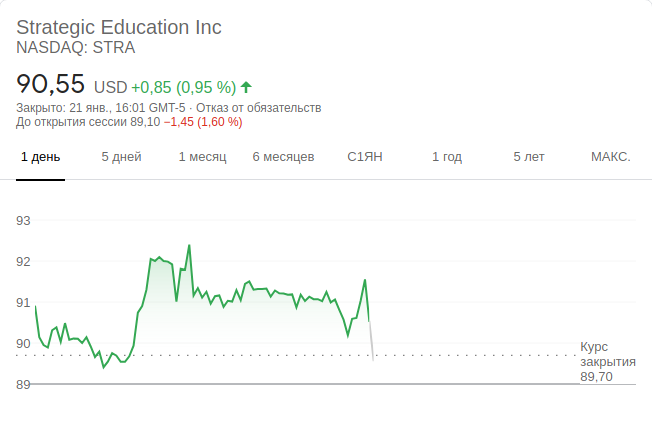 Strategic Education Inc
NASDAQ: STRA
90,55 USD +0,85 (0,95 %)
Закрыто: 21 янв., 16:01 GMT-5 · Отказ от обязательств
До открытия сессии 89,10 −1,45 (1,60 %)
1 день 5 дней 1 месяц 6 месяцев С1ЯН 1 год 5 лет МАКС.
93
92
91
90
Курс
закрытия
89,70
89